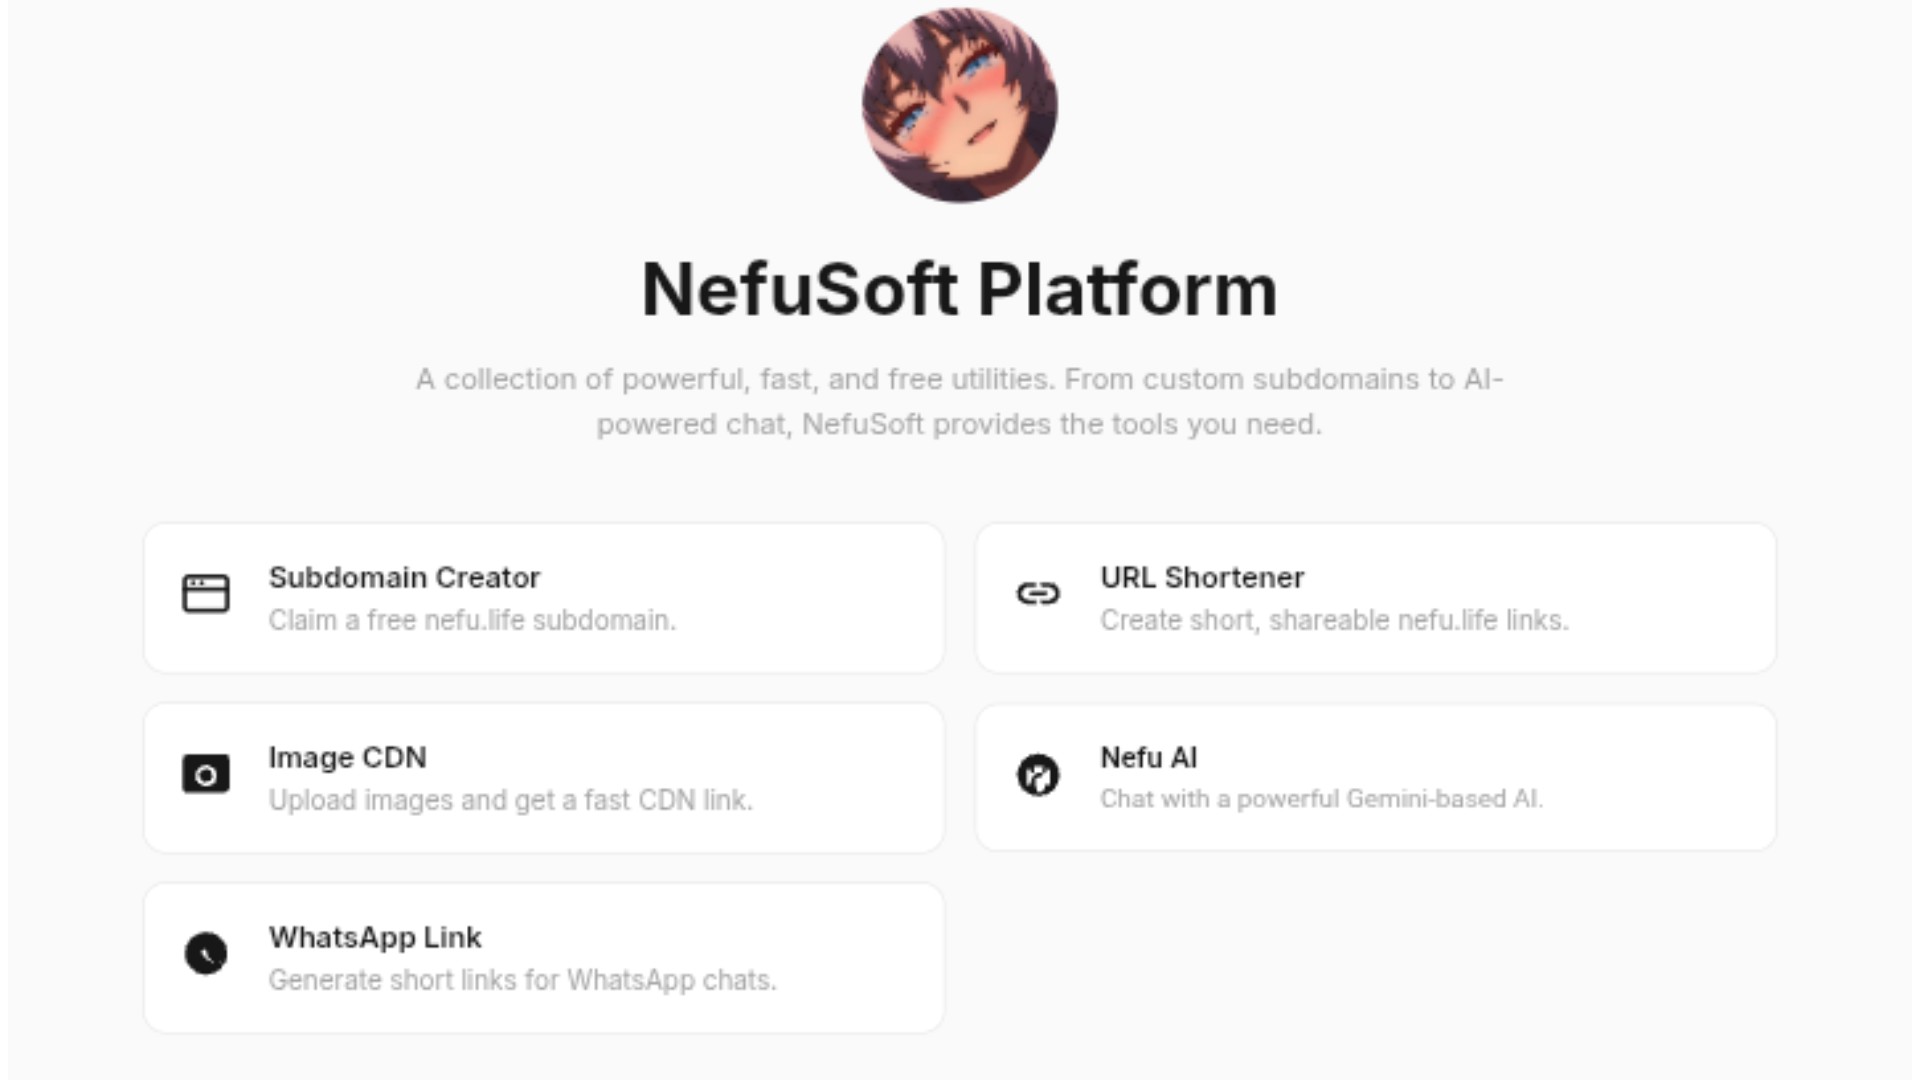 NefuSoft Platform
A collection of powerful, fast, and free utilities. From custom subdomains to AI-
powered chat, NefuSoft provides the tools you need.
Subdomain Creator
Claim a free nefu.life subdomain.
URL Shortener
Create short, shareable nefu.life links.
Image CDN
Upload images and get a fast CDN link.
Nefu AI
Chat with a powerful Gemini-based AI.
WhatsApp Link
Generate short links for WhatsApp chats.